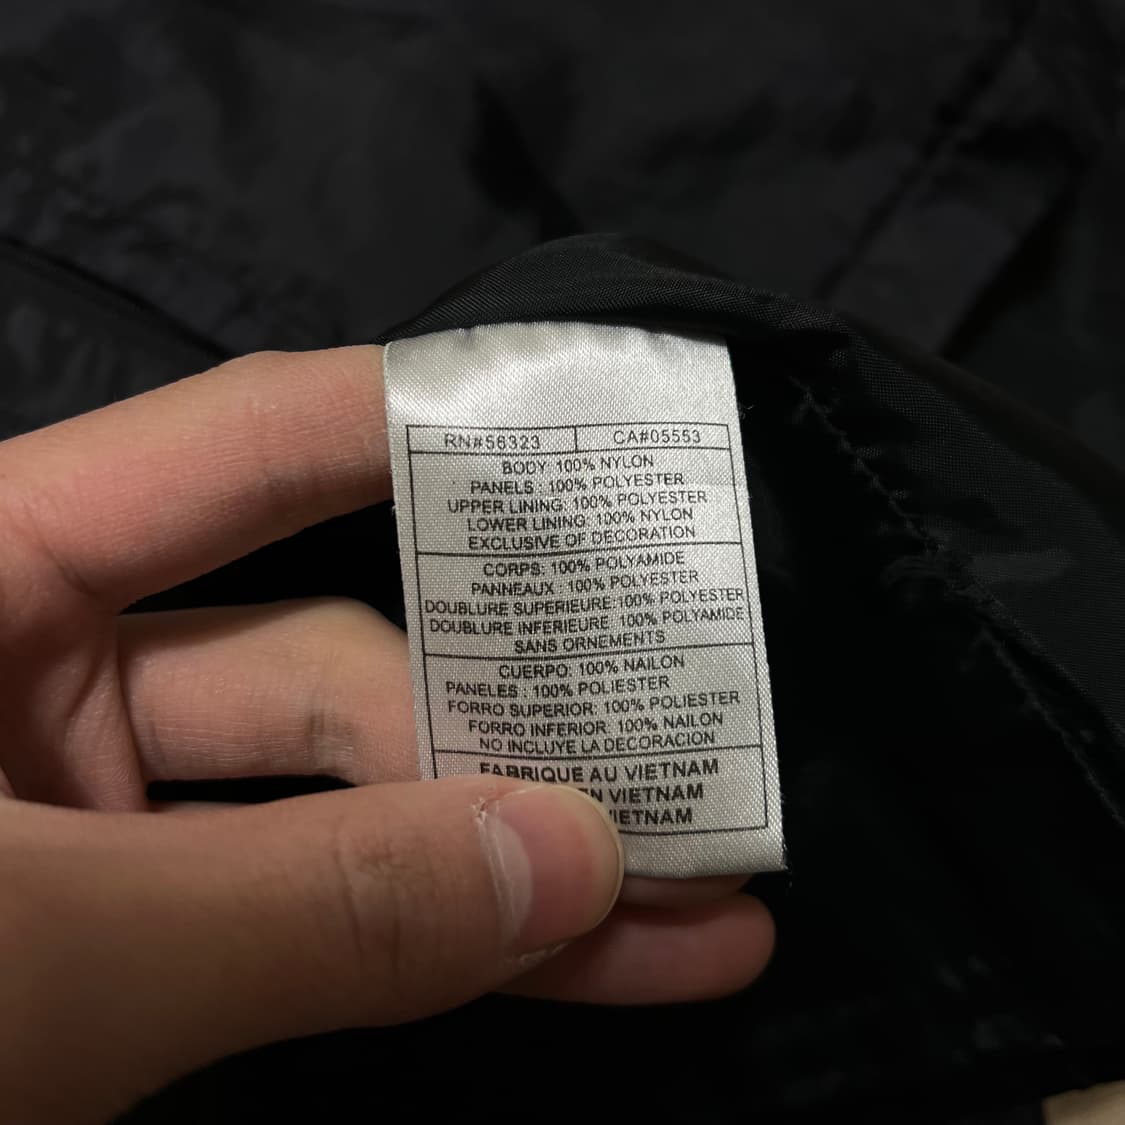 RN#56323 CA#05553
BODY: 100% NYLON
PANELS : 100% POLYESTER
UPPER LINING: 100% POLYESTER
LOWER LINING: 100% NYLON
EXCLUSIVE OF DECORATION
CORPS: 100% POLYAMIDE
PANNEAUX : 100% POLYESTER
DOUBLURE SUPERIEURE:100% POLYESTER
DOUBLURE INFERIEURE: 100% POLYAMIDE
SANS ORNEMENTS
CUERPO: 100% NAILON
PANELES : 100% POLIESTER
FORRO SUPERIOR: 100% POLIESTER
FORRO INFERIOR: 100% NAILON
NO INCLUYE LA DECORACION
FABRIQUE AU VIETNAM
EN VIETNAM
VIETNAM